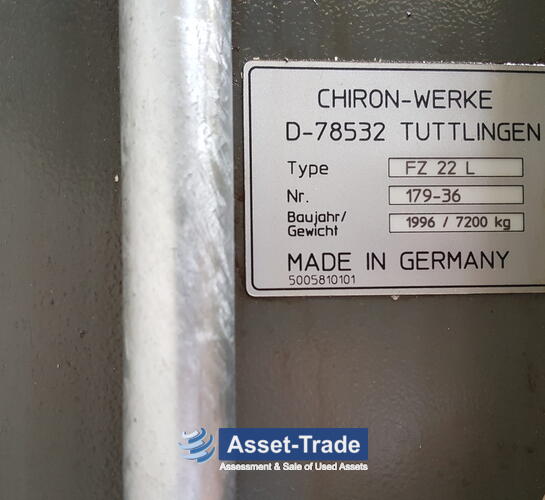 CHIRON-WERKE
D-78532 TUTTLINGEN
Type FZ 22 L
Nr. 179-36
Baujahr/
Gewicht 1996 / 7200 kg
MADE IN GERMANY
5005810101
Asset-Trade
Assessment & Sale of Used Assets